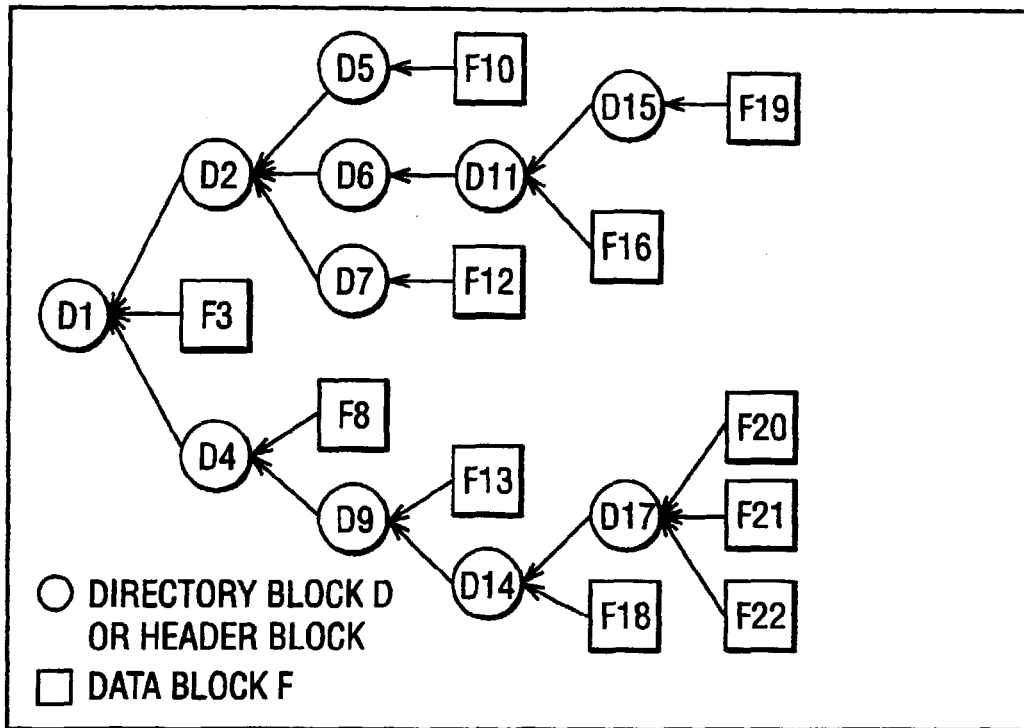 D5
F10
D15
F19
D2
D6
D11
F16
D7
F12
D1
F3
F8
D4
F20
F13
D9
D17
F21
D14
F18
F22
DIRECTORY BLOCK D
OR HEADER BLOCK
DATA BLOCK F